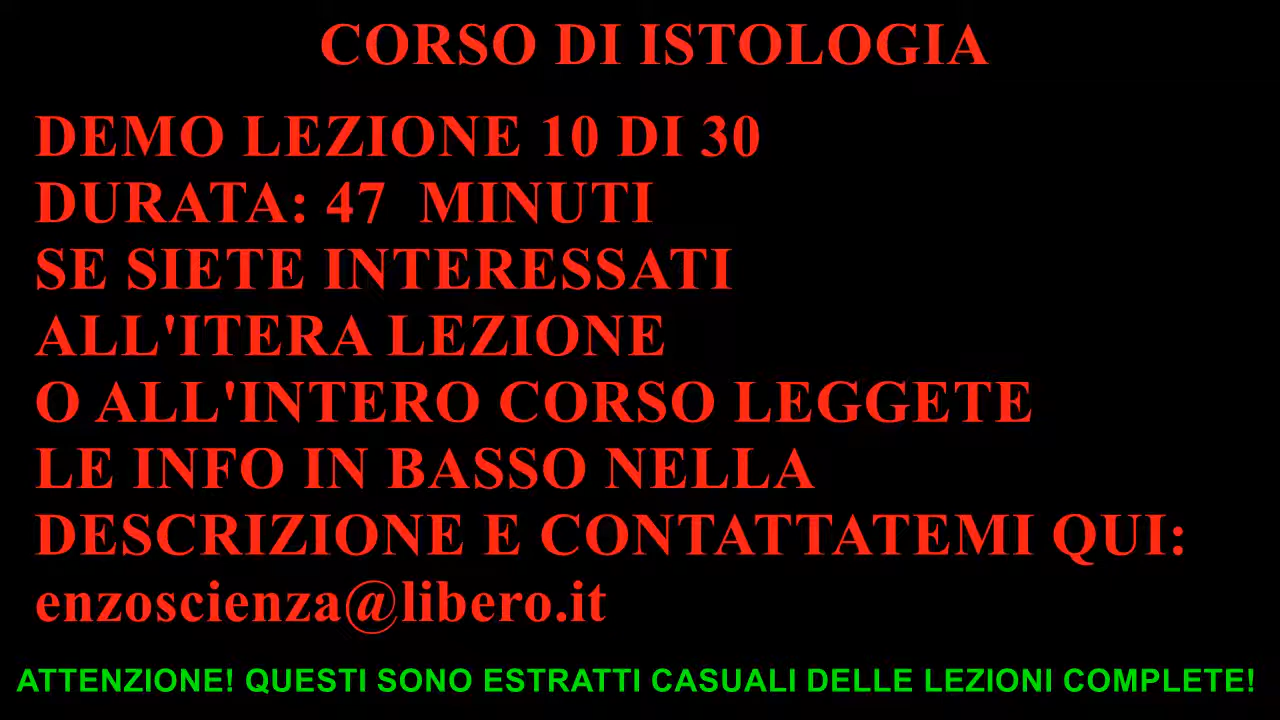 CORSO DI ISTOLOGIA
DEMO LEZIONE 10 DI 30
DURATA: 47 MINUTI
SE SIETE INTERESSATI
ALL'ITERA LEZIONE
O ALL'INTERO CORSO LEGGETE
LE INFO IN BASSO NELLA
DESCRIZIONE E CONTATTATEMI QUI:
enzoscienza@libero.it
ATTENZIONE! QUESTI SONO ESTRATTI CASUALI DELLE LEZIONI COMPLETE!